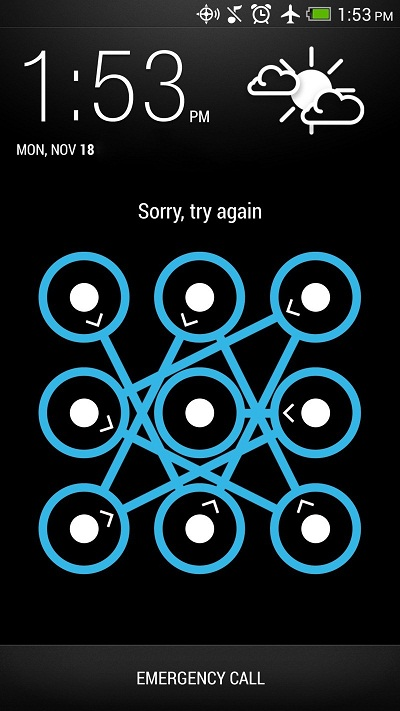 1:53 PM
1:53 PM
MON, NOV 18
Sorry, try again
EMERGENCY CALL